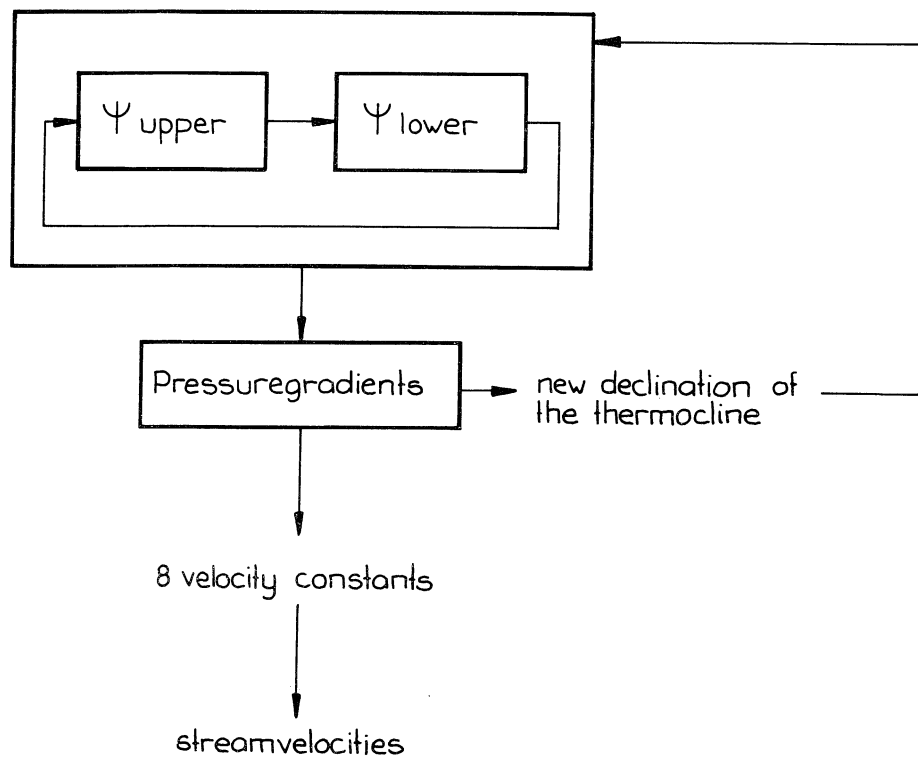 Ψ upper
Ψ lower
Pressuregradients
new declination of
the thermocline
8 velocity constants
streamvelocities